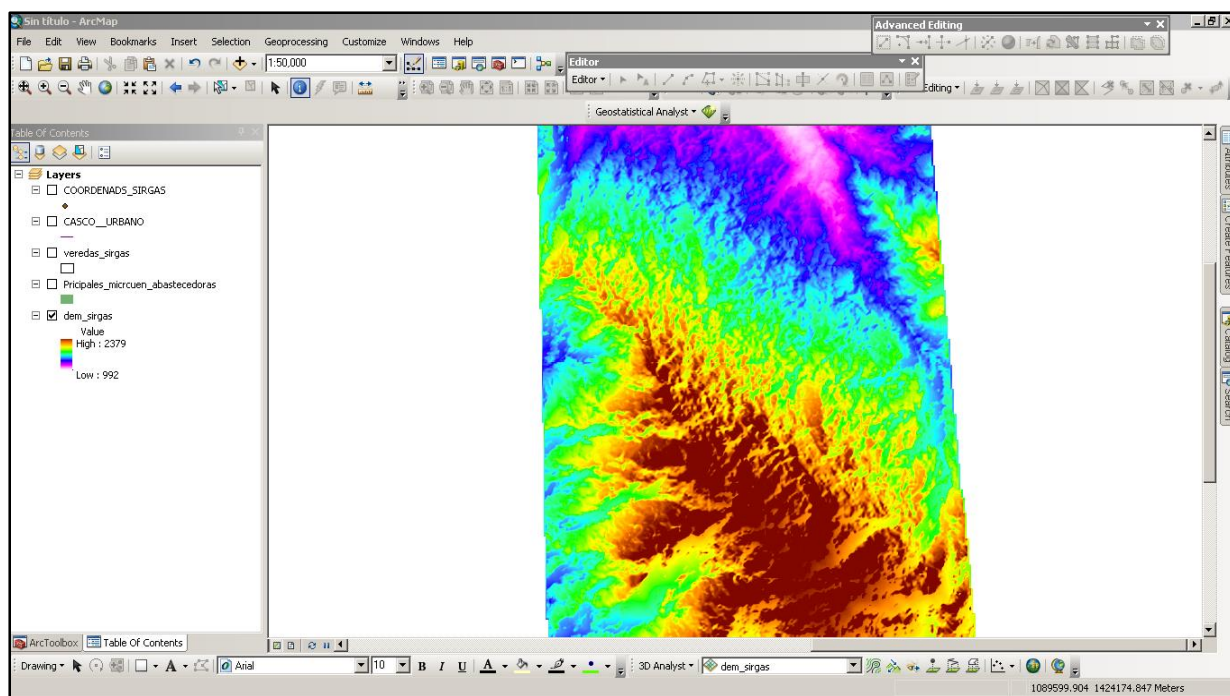 Sin título - ArcMap
Advanced Editing
File Edit View Bookmarks Insert Selection Geoprocessing Customize Windows Help
1:50,000
Editor
Editor
Editing
Geostatistical Analyst
Table Of Contents
Layers
COORDENADS_SIRGAS
CASCO__URBANO
veredas_sirgas
Pricipales_micrcuen_abastecedoras
dem_sirgas
Value
High : 2379
Low : 992
Attributes
Create Features
Catalog
Search
ArcToolbox Table Of Contents
Drawing A Arial 10 B I U A 3D Analyst dem_sirgas
1089599.904 1424174.847 Meters